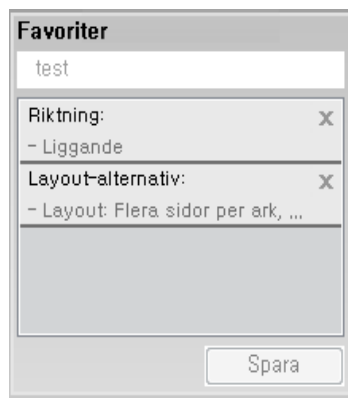 Favoriter
test
Riktning:
X
- Liggande
Layout-alternativ:
X
- Layout: Flera sidor per ark, ...
Spara